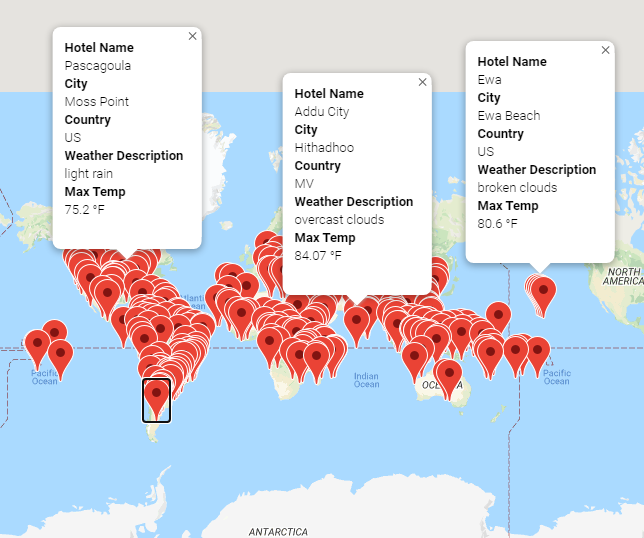 Hotel Name
Pascagoula
City
Moss Point
Country
US
Weather Description
light rain
Max Temp
75.2 °F
Hotel Name
Addu City
City
Hithadhoo
Country
MV
Weather Description
overcast clouds
Max Temp
84.07 °F
Hotel Name
Ewa
City
Ewa Beach
Country
US
Weather Description
broken clouds
Max Temp
80.6 °F
NORTH
AMERICA
Ocean
Pacific
Ocean
Indian
Ocean
Pacific
Ocean
ANTARCTICA